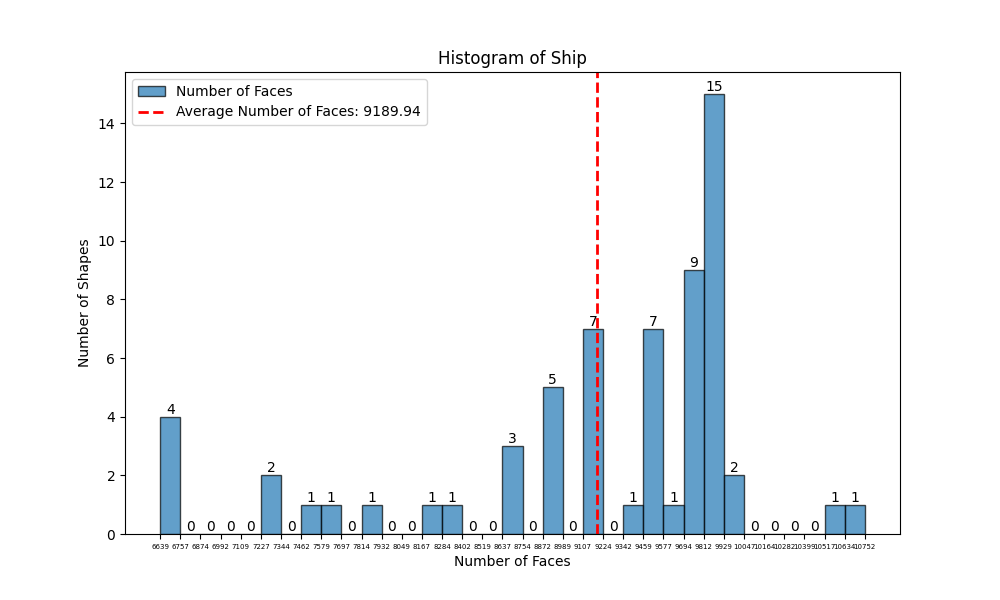 Histogram of Ship
Number of Faces
Average Number of Faces: 9189.94
Number of Shapes
14
12
10
8
6
4
2
0
4 0 0 0 0 2 0 1 1 0 1 0 0 1 1 0 0 3 0 5 0 7 0 1 7 1 9 15 2 0 0 0 0 1 1
6639 6757 6874 6992 7109 7227 7344 7462 7579 7697 7814 7932 8049 8167 8284 8402 8519 8637 8754 8872 8989 9107 9224 9342 9459 9577 9694 9812 9929 10047 10164 10282 10399 10517 10634 10752
Number of Faces